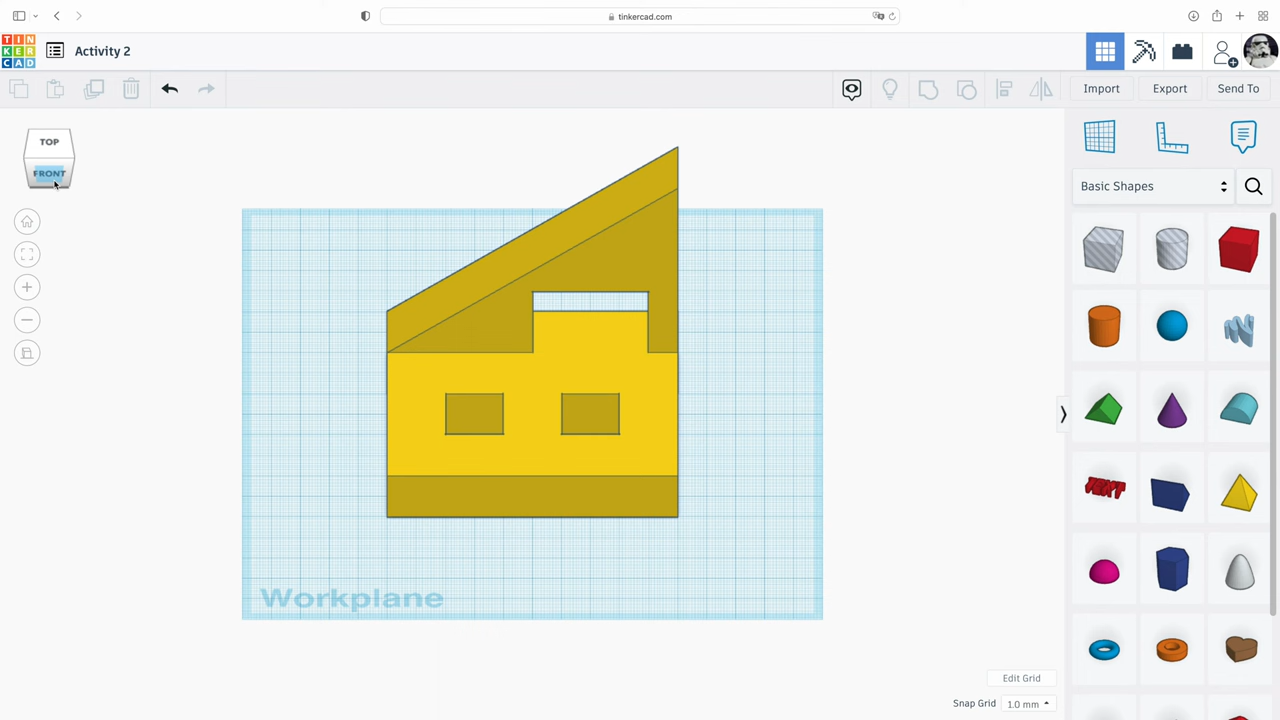 tinkercad.com
TIN
KER
CAD
Activity 2
Import
Export
Send To
TOP
FRONT
Basic Shapes
TEXT
Workplane
Edit Grid
Snap Grid
1.0 mm